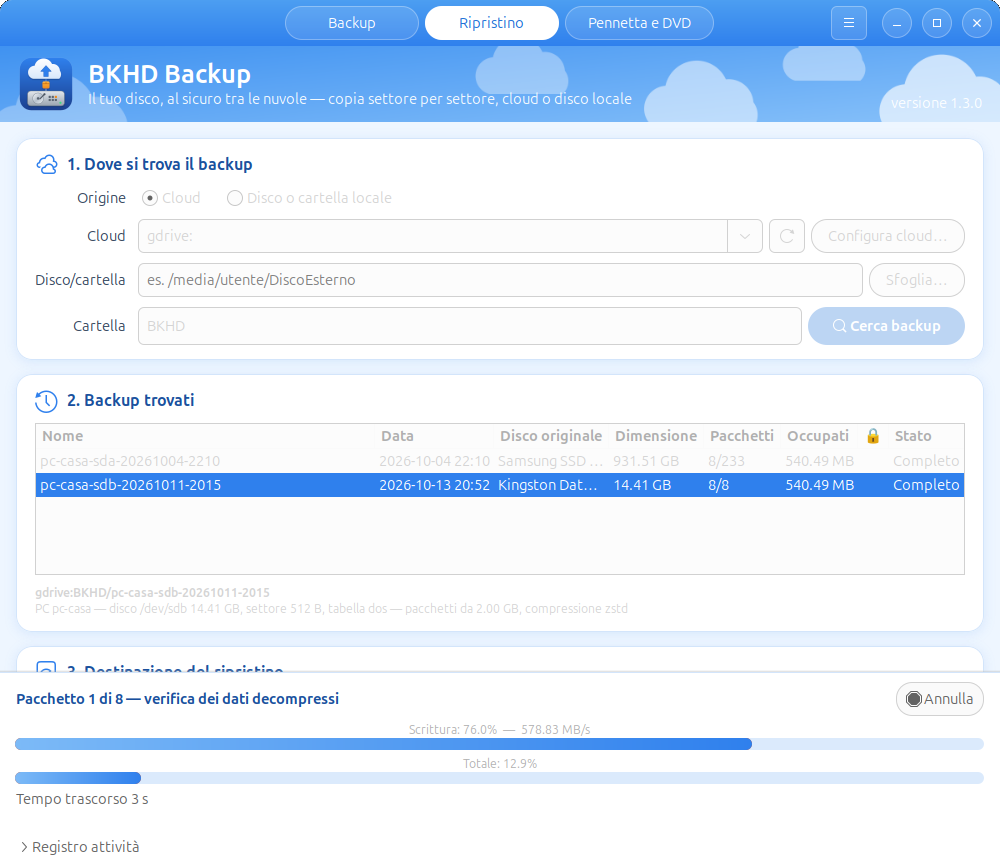 Backup Ripristino Pennetta e DVD
BKHD Backup
Il tuo disco, al sicuro tra le nuvole — copia settore per settore, cloud o disco locale
versione 1.3.0
1. Dove si trova il backup
Origine Cloud Disco o cartella locale
Cloud gdrive: Configura cloud...
Disco/cartella es. /media/utente/DiscoEsterno Sfoglia...
Cartella BKHD Cerca backup
2. Backup trovati
Nome Data Disco originale Dimensione Pacchetti Occupati 🔒 Stato
pc-casa-sda-20261004-2210 2026-10-04 22:10 Samsung SSD ... 931.51 GB 8/233 540.49 MB Completo
pc-casa-sdb-20261011-2015 2026-10-13 20:52 Kingston Dat... 14.41 GB 8/8 540.49 MB Completo
gdrive:BKHD/pc-casa-sdb-20261011-2015
PC pc-casa — disco /dev/sdb 14.41 GB, settore 512 B, tabella dos — pacchetti da 2.00 GB, compressione zstd
3. Destinazione del ripristino
Pacchetto 1 di 8 — verifica dei dati decompressi Annulla
Scrittura: 76.0% — 578.83 MB/s
Totale: 12.9%
Tempo trascorso 3 s
Registro attività